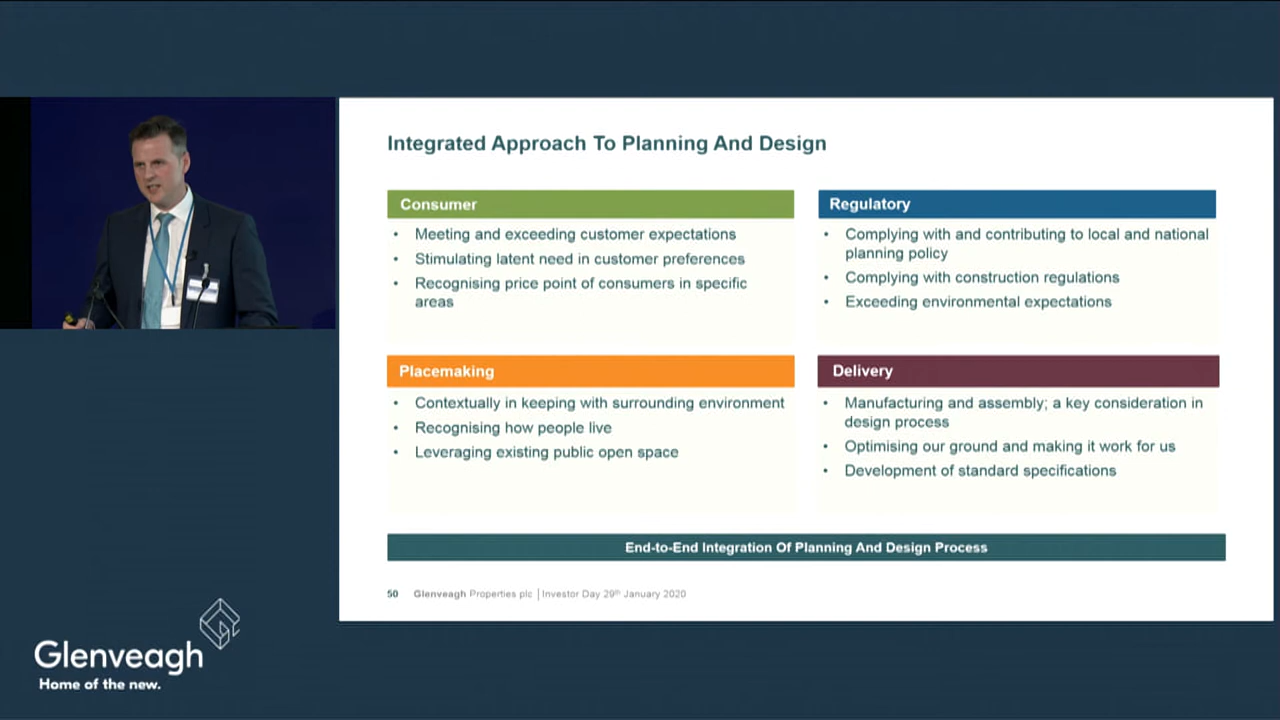 Integrated Approach To Planning And Design
Consumer
• Meeting and exceeding customer expectations
• Stimulating latent need in customer preferences
• Recognising price point of consumers in specific
areas
Regulatory
• Complying with and contributing to local and national
planning policy
• Complying with construction regulations
• Exceeding environmental expectations
Placemaking
• Contextually in keeping with surrounding environment
• Recognising how people live
• Leveraging existing public open space
Delivery
• Manufacturing and assembly; a key consideration in
design process
• Optimising our ground and making it work for us
• Development of standard specifications
End-to-End Integration Of Planning And Design Process
50 Glenveagh Properties plc | Investor Day 29th January 2020
Glenveagh
Home of the new.